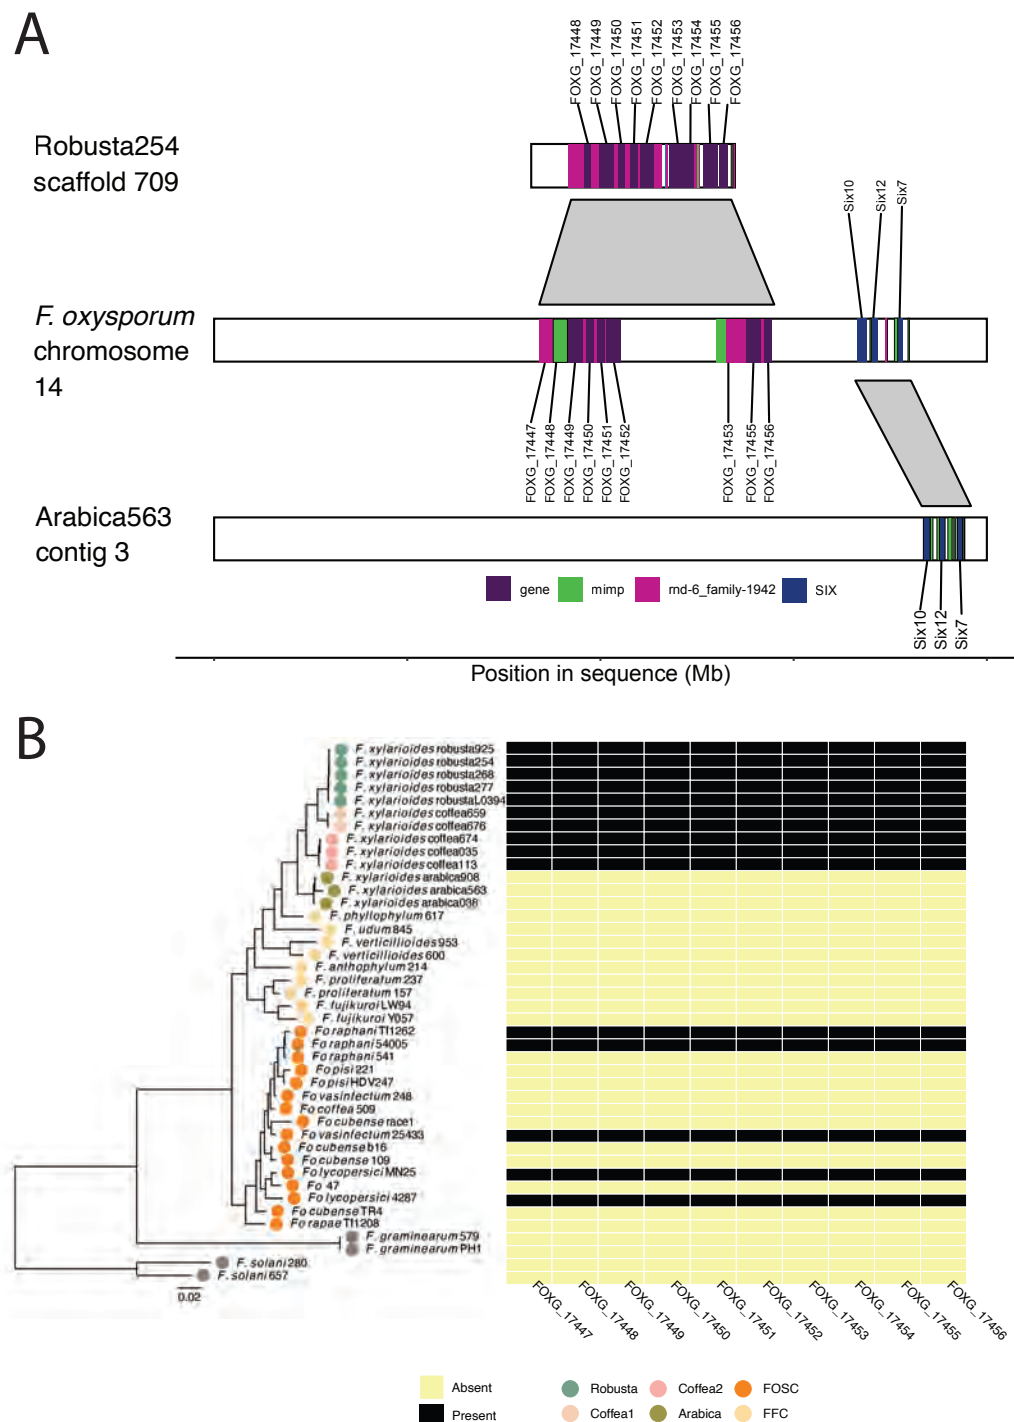 A
FOXG_17448
FOXG_17449
FOXG_17450
FOXG_17451
FOXG_17452
FOXG_17453
FOXG_17454
FOXG_17455
FOXG_17456
Robusta254
scaffold 709
Six10
Six12
Six7
F. oxysporum
chromosome
14
FOXG_17447
FOXG_17448
FOXG_17449
FOXG_17450
FOXG_17451
FOXG_17452
FOXG_17453
FOXG_17455
FOXG_17456
Arabica563
contig 3
gene
mimp
rnd-6_family-1942
SIX
Six10
Six12
Six7
Position in sequence (Mb)
B
F. xylarioides robusta925
F. xylarioides robusta254
F. xylarioides robusta268
F. xylarioides robusta277
F. xylarioides robustaL0394
F. xylarioides coffea659
F. xylarioides coffea676
F. xylarioides coffea674
F. xylarioides coffea035
F. xylarioides coffea113
F. xylarioides arabica908
F. xylarioides arabica563
F. xylarioides arabica038
F. phyllophylum 617
F. udum 845
F. verticillioides 953
F. verticillioides 600
F. anthophylum 214
F. proliferatum 237
F. proliferatum 157
F. fujikuroi LW94
F. fujikuroi Y057
Fo raphani TI1262
Fo raphani 54005
Fo raphani 541
Fo pisi 221
Fo pisi HDV247
Fo vasinfectum 248
Fo coffea 509
Fo cubense race1
Fo vasinfectum 25433
Fo cubense b16
Fo cubense 109
Fo lycopersici MN25
Fo 47
Fo lycopersici 4287
Fo cubense TR4
Fo rapae TI1208
F. graminearum 579
F. graminearum PH1
F. solani 280
F. solani 657
0.02
FOXG_17447
FOXG_17448
FOXG_17449
FOXG_17450
FOXG_17451
FOXG_17452
FOXG_17453
FOXG_17454
FOXG_17455
FOXG_17456
Absent
Present
Robusta
Coffea2
FOSC
Coffea1
Arabica
FFC